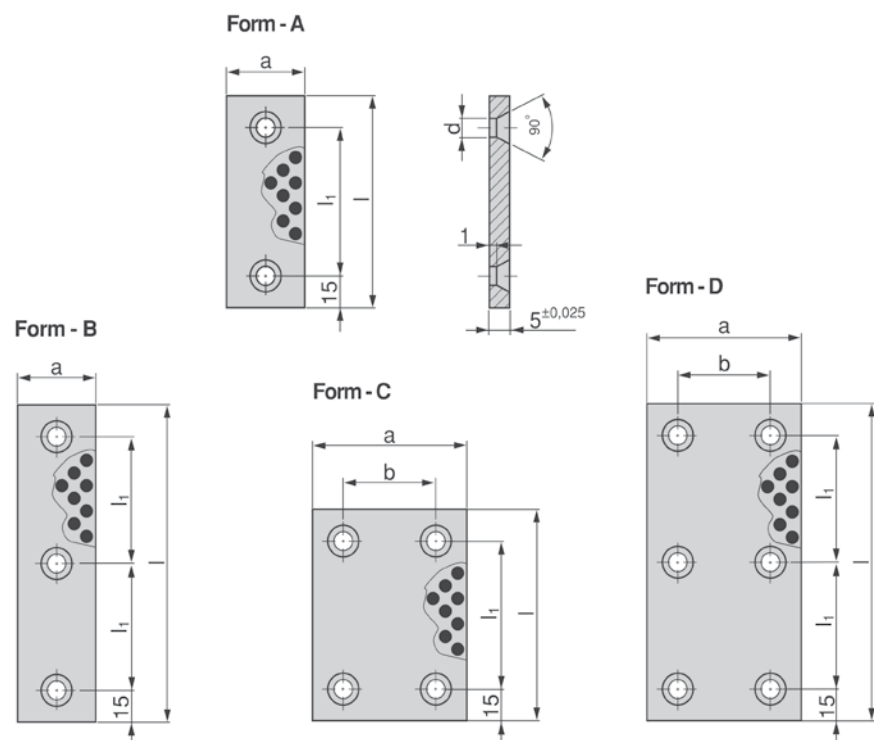 Form - A
a
l₁
l
15
d
90°
1
5±0,025
Form - B
a
l₁
l₁
l
15
Form - C
a
b
l₁
l
15
Form - D
a
b
l₁
l₁
l
15